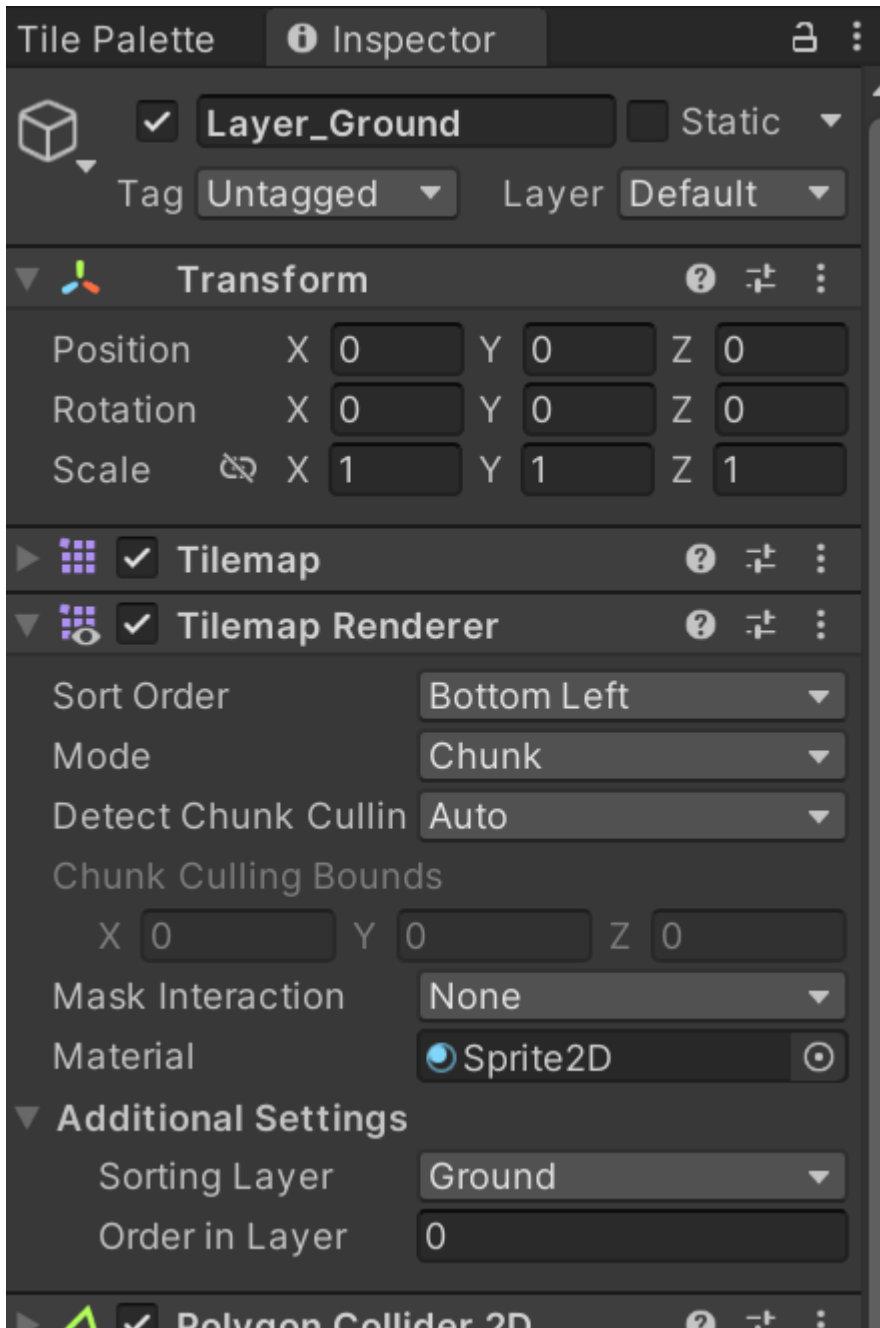 Tile Palette Inspector
Layer_Ground Static
Tag Untagged Layer Default
Transform
Position X 0 Y 0 Z 0
Rotation X 0 Y 0 Z 0
Scale X 1 Y 1 Z 1
Tilemap
Tilemap Renderer
Sort Order Bottom Left
Mode Chunk
Detect Chunk Cullin Auto
Chunk Culling Bounds
X 0 Y 0 Z 0
Mask Interaction None
Material Sprite2D
Additional Settings
Sorting Layer Ground
Order in Layer 0
Polygon Collider 2D